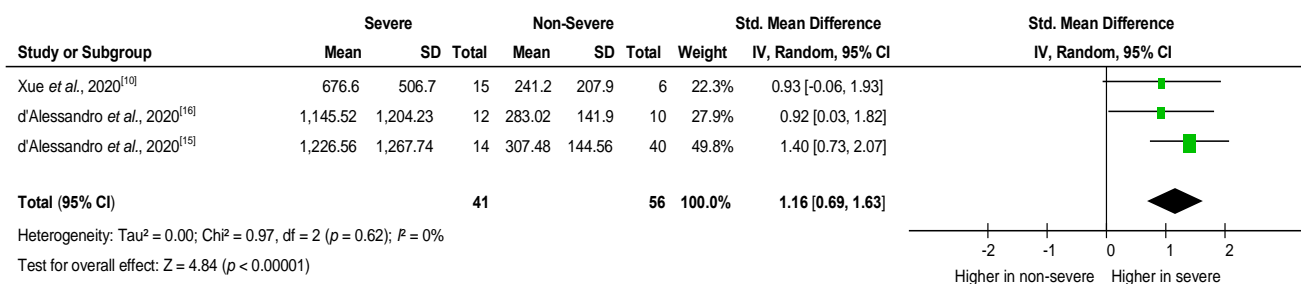 Severe Non-Severe Std. Mean Difference Std. Mean Difference
Study or Subgroup Mean SD Total Mean SD Total Weight IV, Random, 95% CI IV, Random, 95% CI
Xue et al., 2020[10] 676.6 506.7 15 241.2 207.9 6 22.3% 0.93 [-0.06, 1.93]
d'Alessandro et al., 2020[16] 1,145.52 1,204.23 12 283.02 141.9 10 27.9% 0.92 [0.03, 1.82]
d'Alessandro et al., 2020[15] 1,226.56 1,267.74 14 307.48 144.56 40 49.8% 1.40 [0.73, 2.07]
Total (95% CI) 41 56 100.0% 1.16 [0.69, 1.63]
Heterogeneity: Tau² = 0.00; Chi² = 0.97, df = 2 (p = 0.62); I² = 0%
Test for overall effect: Z = 4.84 (p < 0.00001)
-2 -1 0 1 2
Higher in non-severe Higher in severe